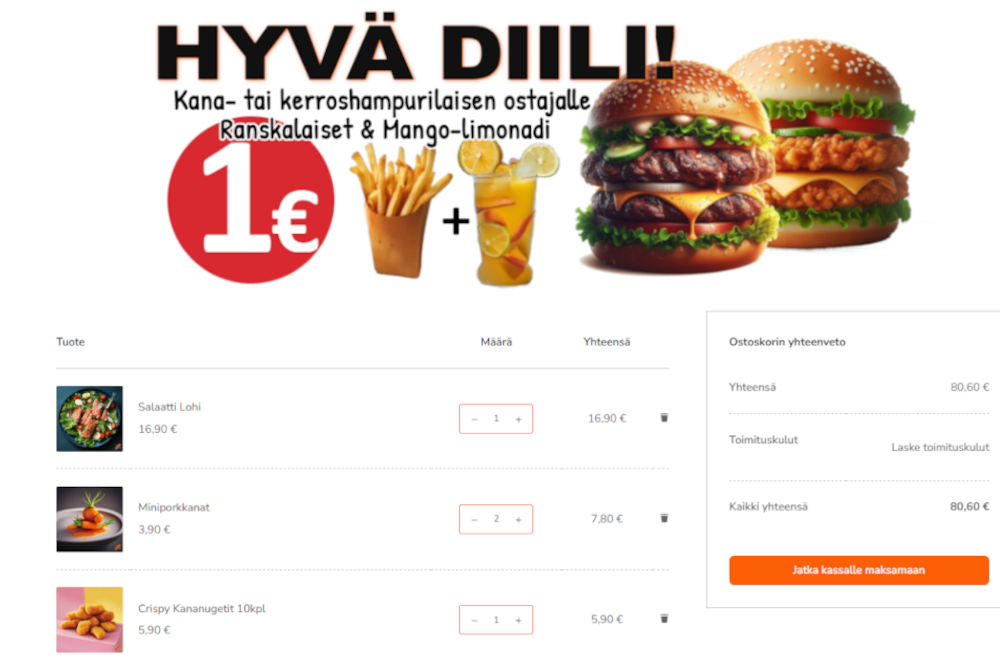 HYVÄ DIILI!
Kana- tai kerroshampurilaisen ostajalle
Ranskalaiset & Mango-limonadi
1€
+
Tuote Määrä Yhteensä
Salaatti Lohi
16,90 €
– 1 +
16,90 €
Miniporkkanat
3,90 €
– 2 +
7,80 €
Crispy Kananugetit 10kpl
5,90 €
– 1 +
5,90 €
Ostoskorin yhteenveto
Yhteensä 80,60 €
Toimituskulut Laske toimituskulut
Kaikki yhteensä 80,60 €
Jatka kassalle maksamaan